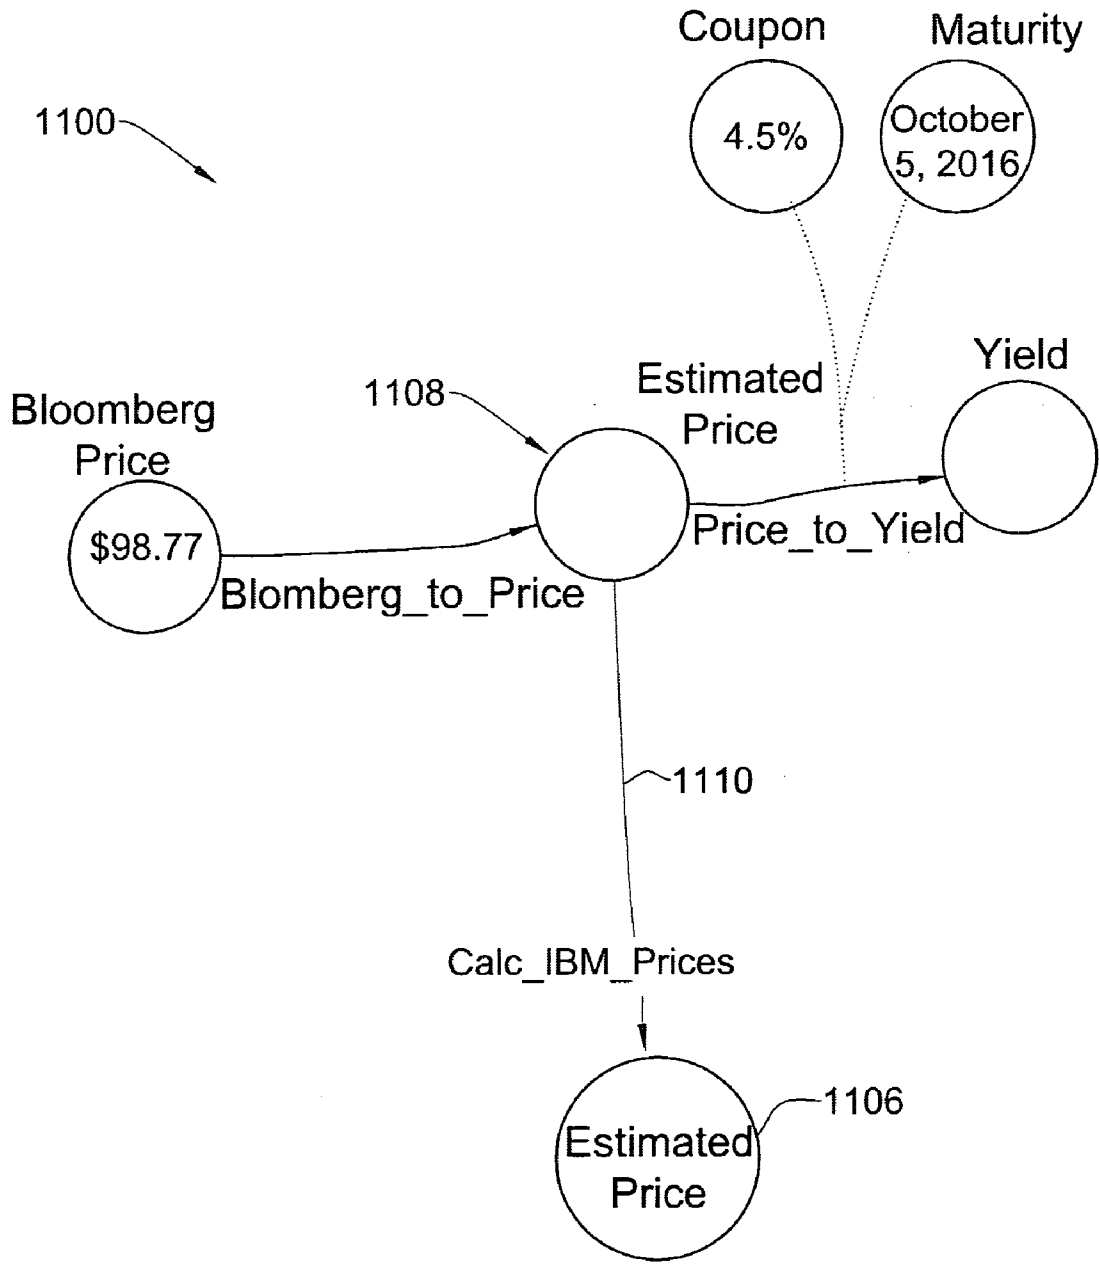 Coupon
Maturity
1100
4.5%
October
5, 2016
Yield
Estimated
Price
1108
Bloomberg
Price
$98.77
Price_to_Yield
Blomberg_to_Price
1110
Calc_IBM_Prices
1106
Estimated
Price